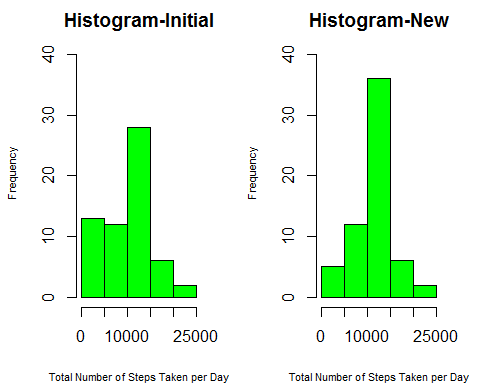 Histogram-Initial
Frequency
40
30
20
10
0
0 10000 25000
Total Number of Steps Taken per Day
Histogram-New
Frequency
40
30
20
10
0
0 10000 25000
Total Number of Steps Taken per Day